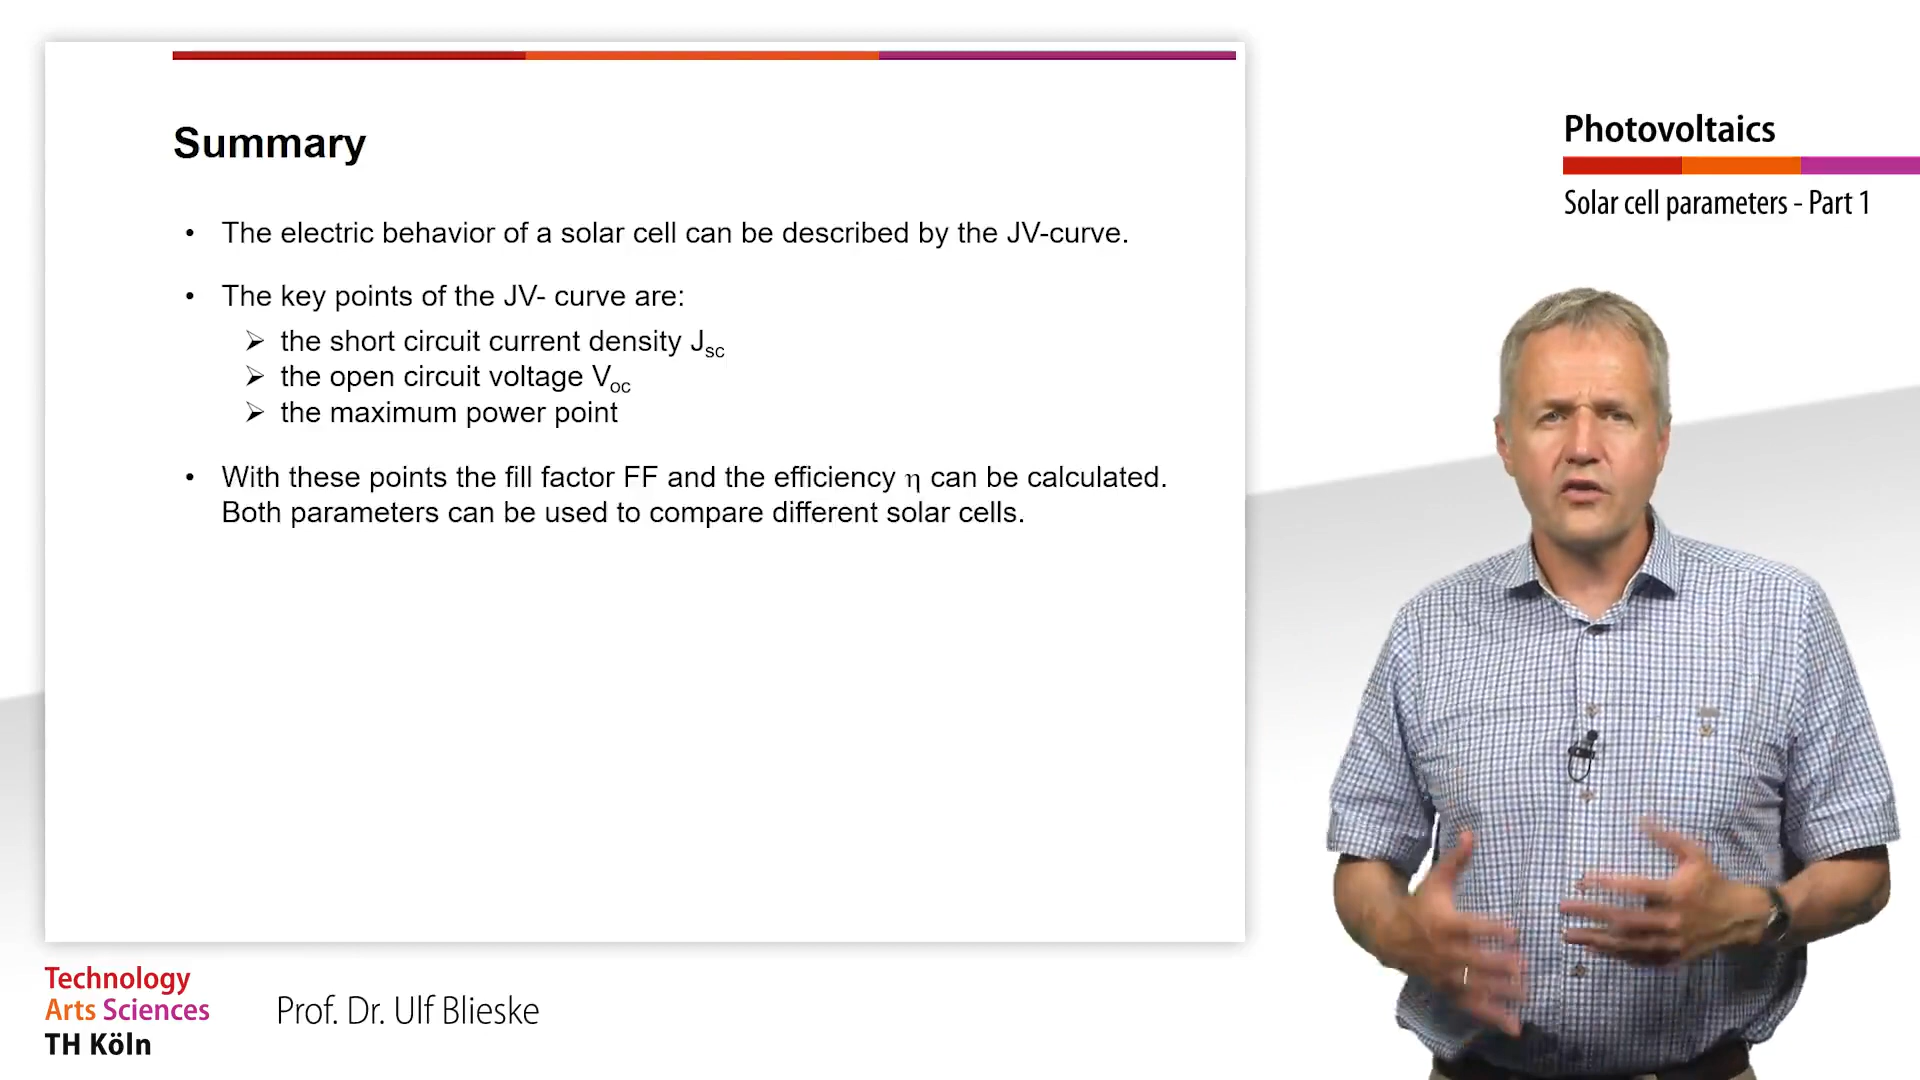 Summary
• The electric behavior of a solar cell can be described by the JV-curve.
• The key points of the JV- curve are:
➢ the short circuit current density Jsc
➢ the open circuit voltage Voc
➢ the maximum power point
• With these points the fill factor FF and the efficiency η can be calculated.
Both parameters can be used to compare different solar cells.
Photovoltaics
Solar cell parameters - Part 1
Technology
Arts Sciences
TH Köln
Prof. Dr. Ulf Blieske